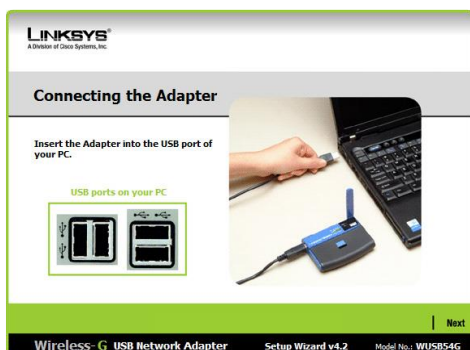 LINKSYS®
A Division of Cisco Systems, Inc.
Connecting the Adapter
Insert the Adapter into the USB port of
your PC.
USB ports on your PC
Next
Wireless-G USB Network Adapter Setup Wizard v4.2 Model No.: WUSB54G